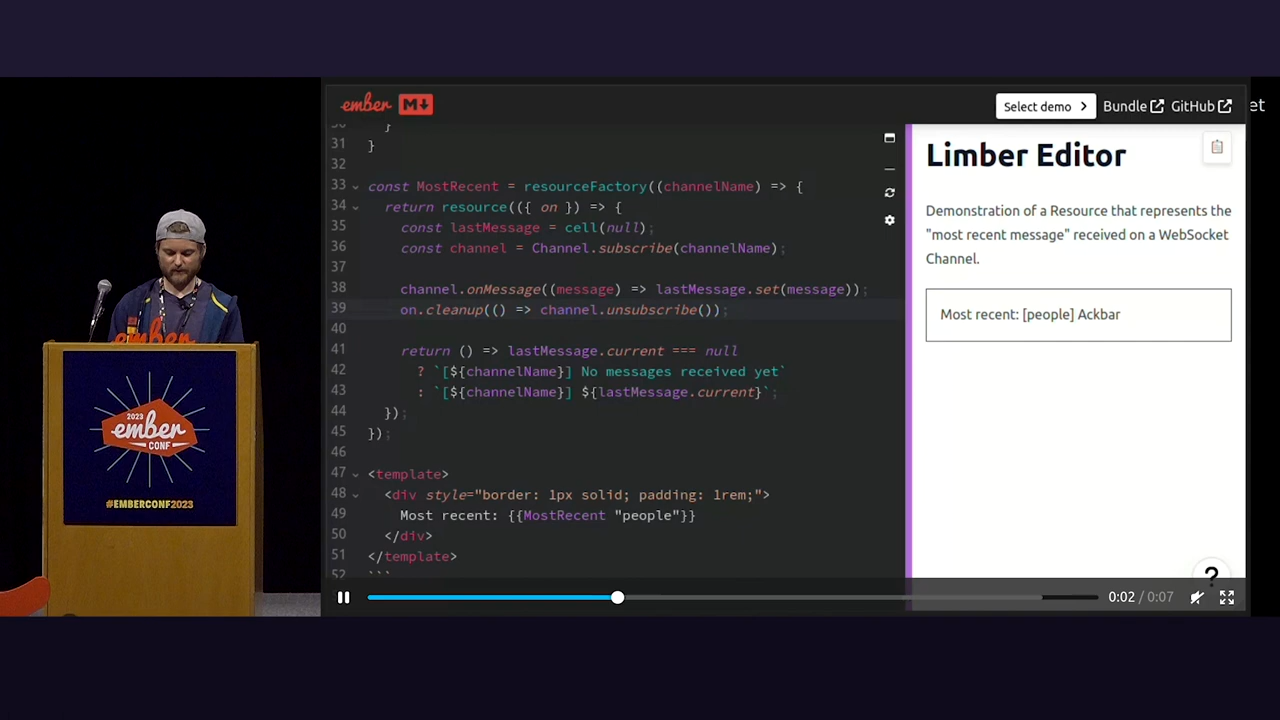 ember M↓
Select demo
Bundle
GitHub
et
30 }
31 }
32
33 const MostRecent = resourceFactory((channelName) => {
34 return resource(({ on }) => {
35 const lastMessage = cell(null);
36 const channel = Channel.subscribe(channelName);
37
38 channel.onMessage((message) => lastMessage.set(message));
39 on.cleanup(() => channel.unsubscribe());
40
41 return () => lastMessage.current === null
42 ? `[${channelName}] No messages received yet`
43 : `[${channelName}] ${lastMessage.current}`;
44 });
45 });
46
47 <template>
48 <div style="border: 1px solid; padding: 1rem;">
49 Most recent: {{MostRecent "people"}}
50 </div>
51 </template>
52 ```
Limber Editor
Demonstration of a Resource that represents the
"most recent message" received on a WebSocket
Channel.
Most recent: [people] Ackbar
?
0:02 / 0:07
ember
2023
ember
CONF
#EMBERCONF2023